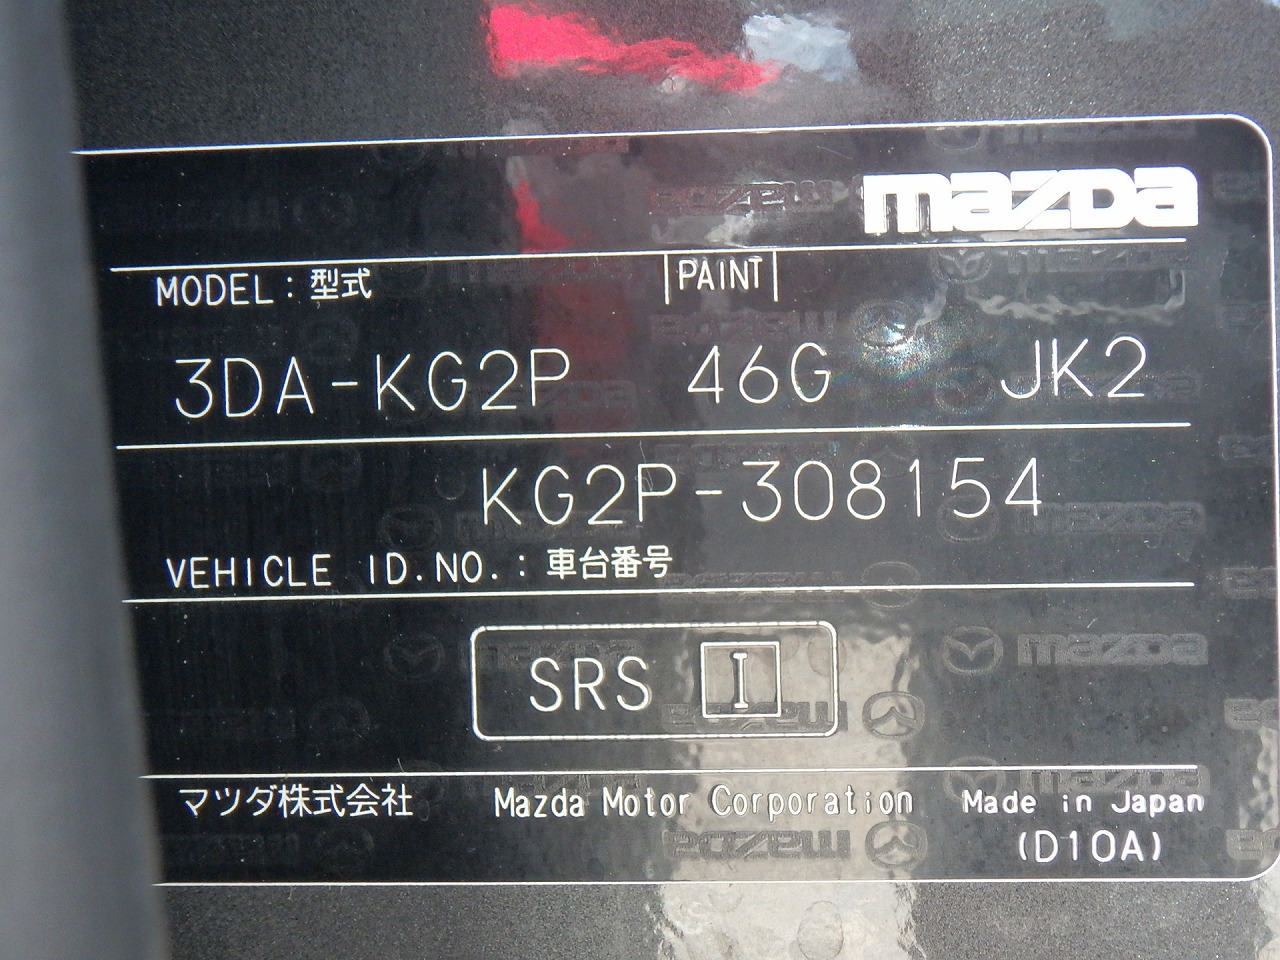 mazda
MODEL : 型式 PAINT
3DA-KG2P 46G JK2
KG2P-308154
VEHICLE ID.NO. : 車台番号
SRS I
マツダ株式会社 Mazda Motor Corporation Made in Japan
(D10A)